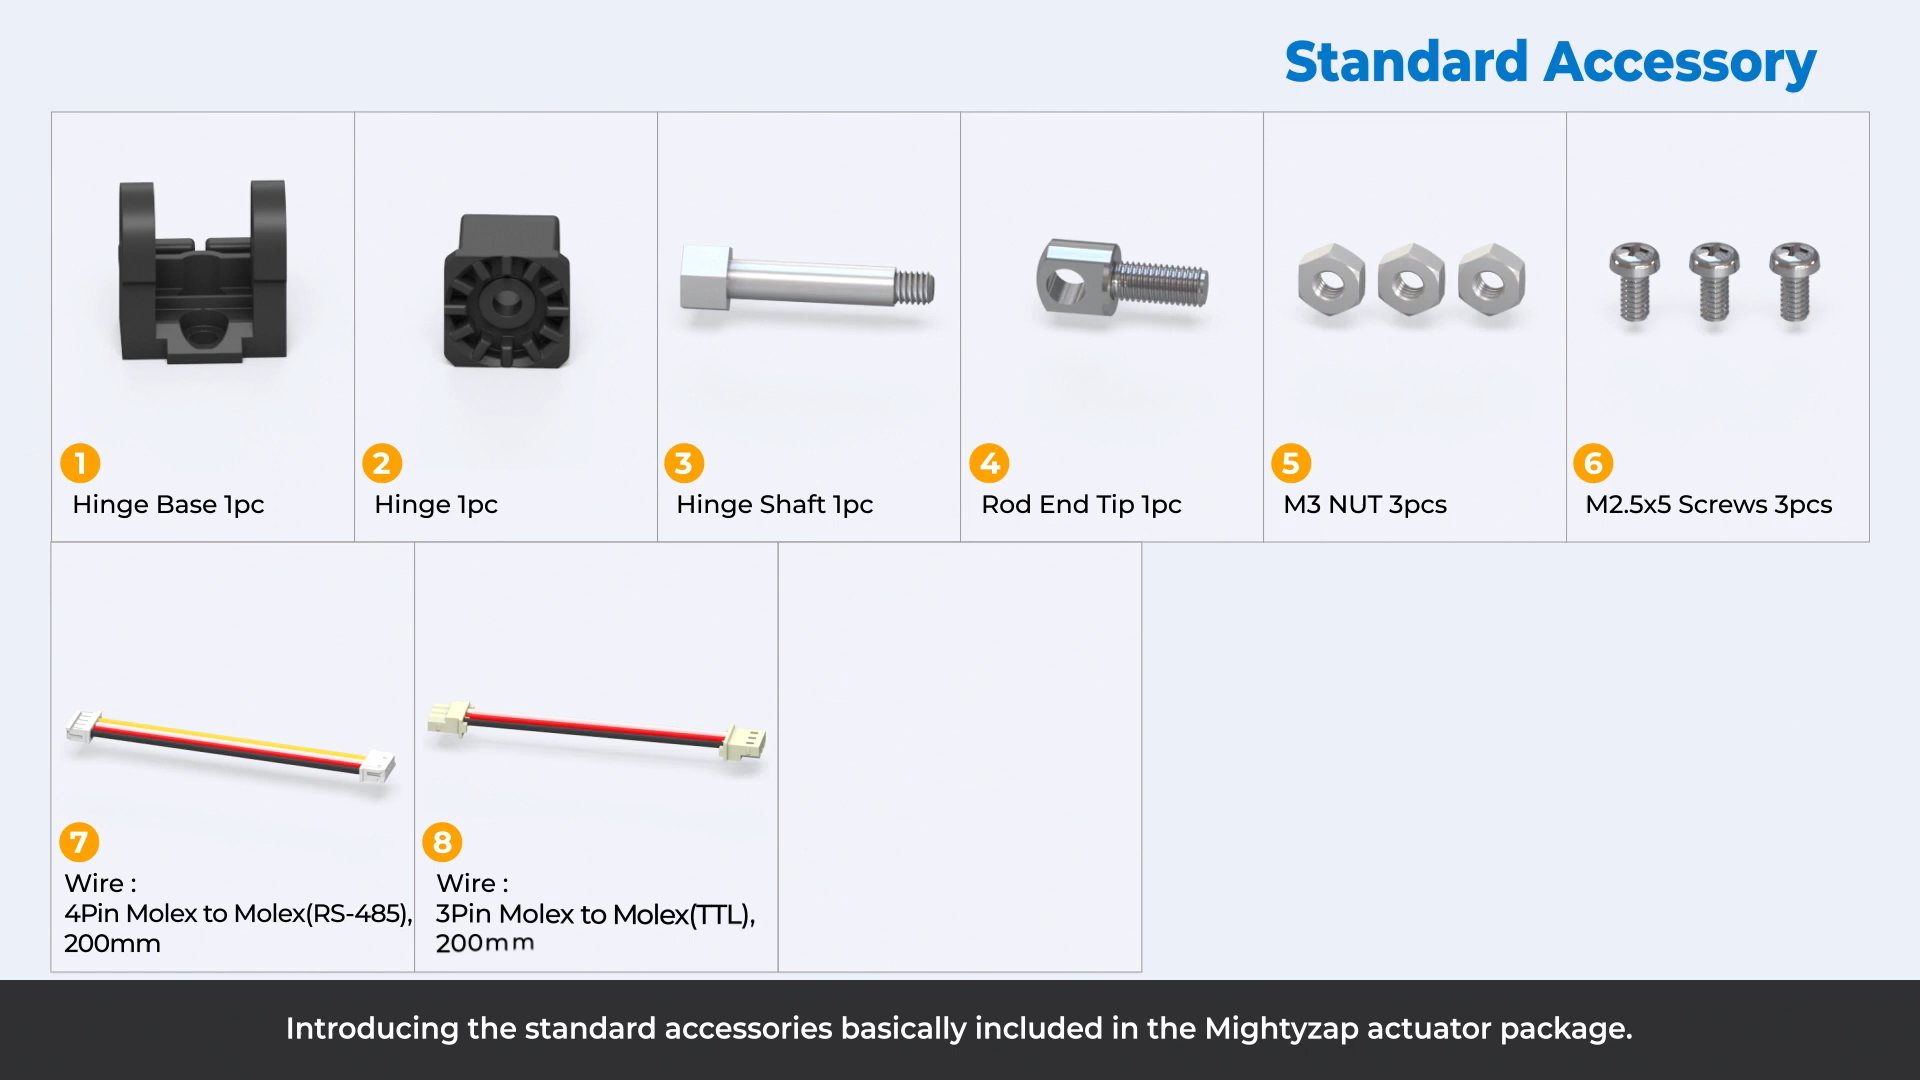 Standard Accessory
1
Hinge Base 1pc
2
Hinge 1pc
3
Hinge Shaft 1pc
4
Rod End Tip 1pc
5
M3 NUT 3pcs
6
M2.5x5 Screws 3pcs
7
Wire :
4Pin Molex to Molex(RS-485),
200mm
8
Wire :
3Pin Molex to Molex(TTL),
200mm
Introducing the standard accessories basically included in the Mightyzap actuator package.